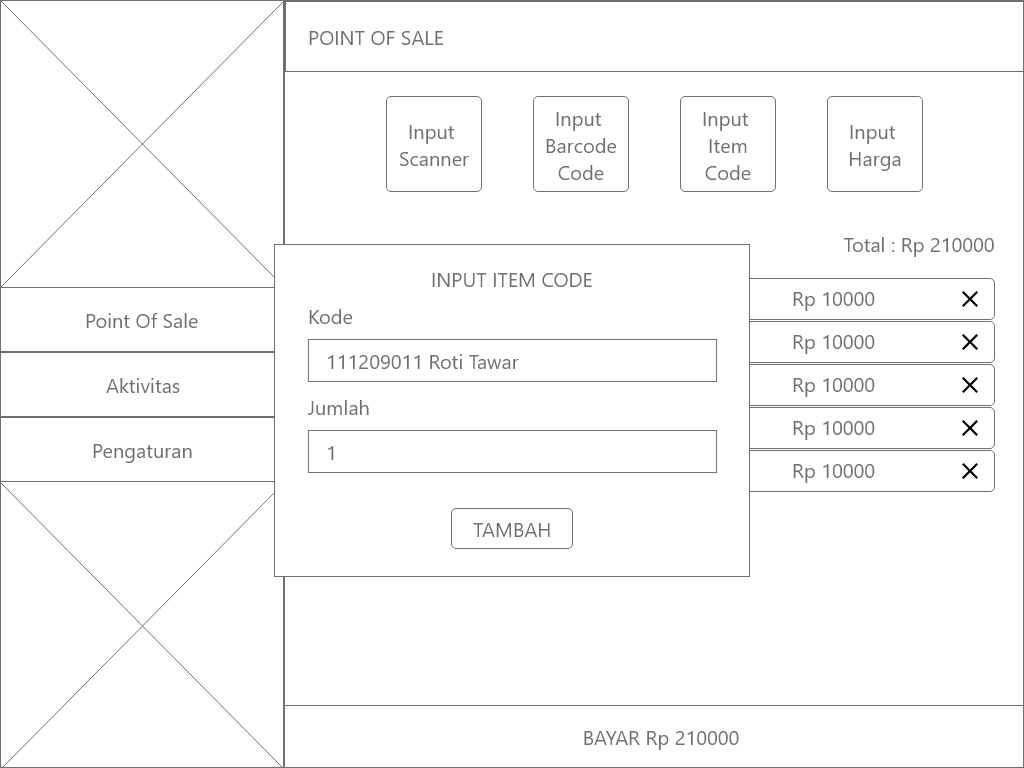 POINT OF SALE
Input
Scanner
Input
Barcode
Code
Input
Item
Code
Input
Harga
Total : Rp 210000
Point Of Sale
Aktivitas
Pengaturan
INPUT ITEM CODE
Kode
111209011 Roti Tawar
Jumlah
1
TAMBAH
Rp 10000
Rp 10000
Rp 10000
Rp 10000
Rp 10000
BAYAR Rp 210000